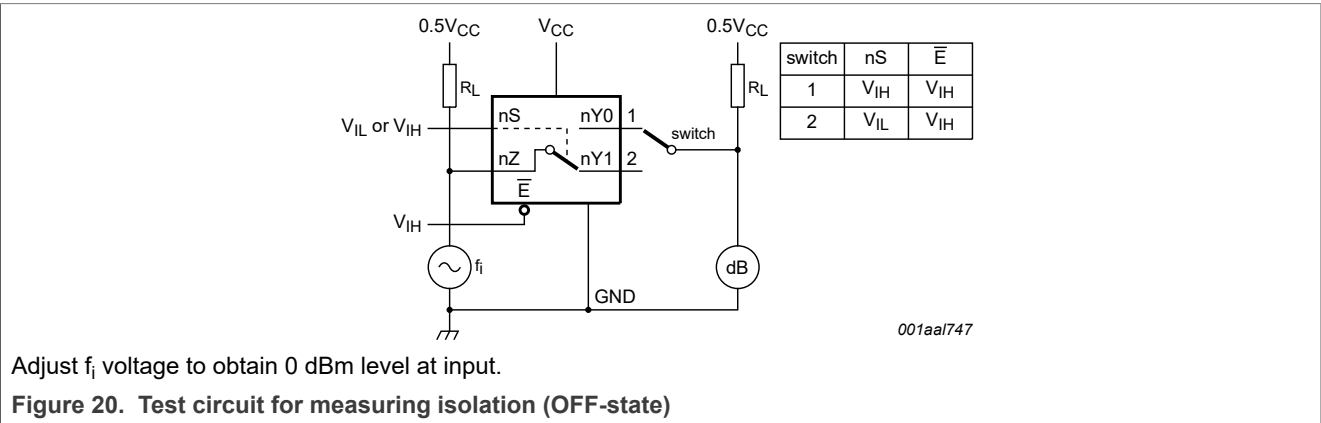 0.5VCC VCC 0.5VCC
RL RL
switch nS E̅
1 VIH VIH
2 VIL VIH
VIL or VIH
nS nY0 1
switch
nZ nY1 2
E̅
VIH
fi
dB
GND
001aal747
Adjust fi voltage to obtain 0 dBm level at input.
Figure 20. Test circuit for measuring isolation (OFF-state)